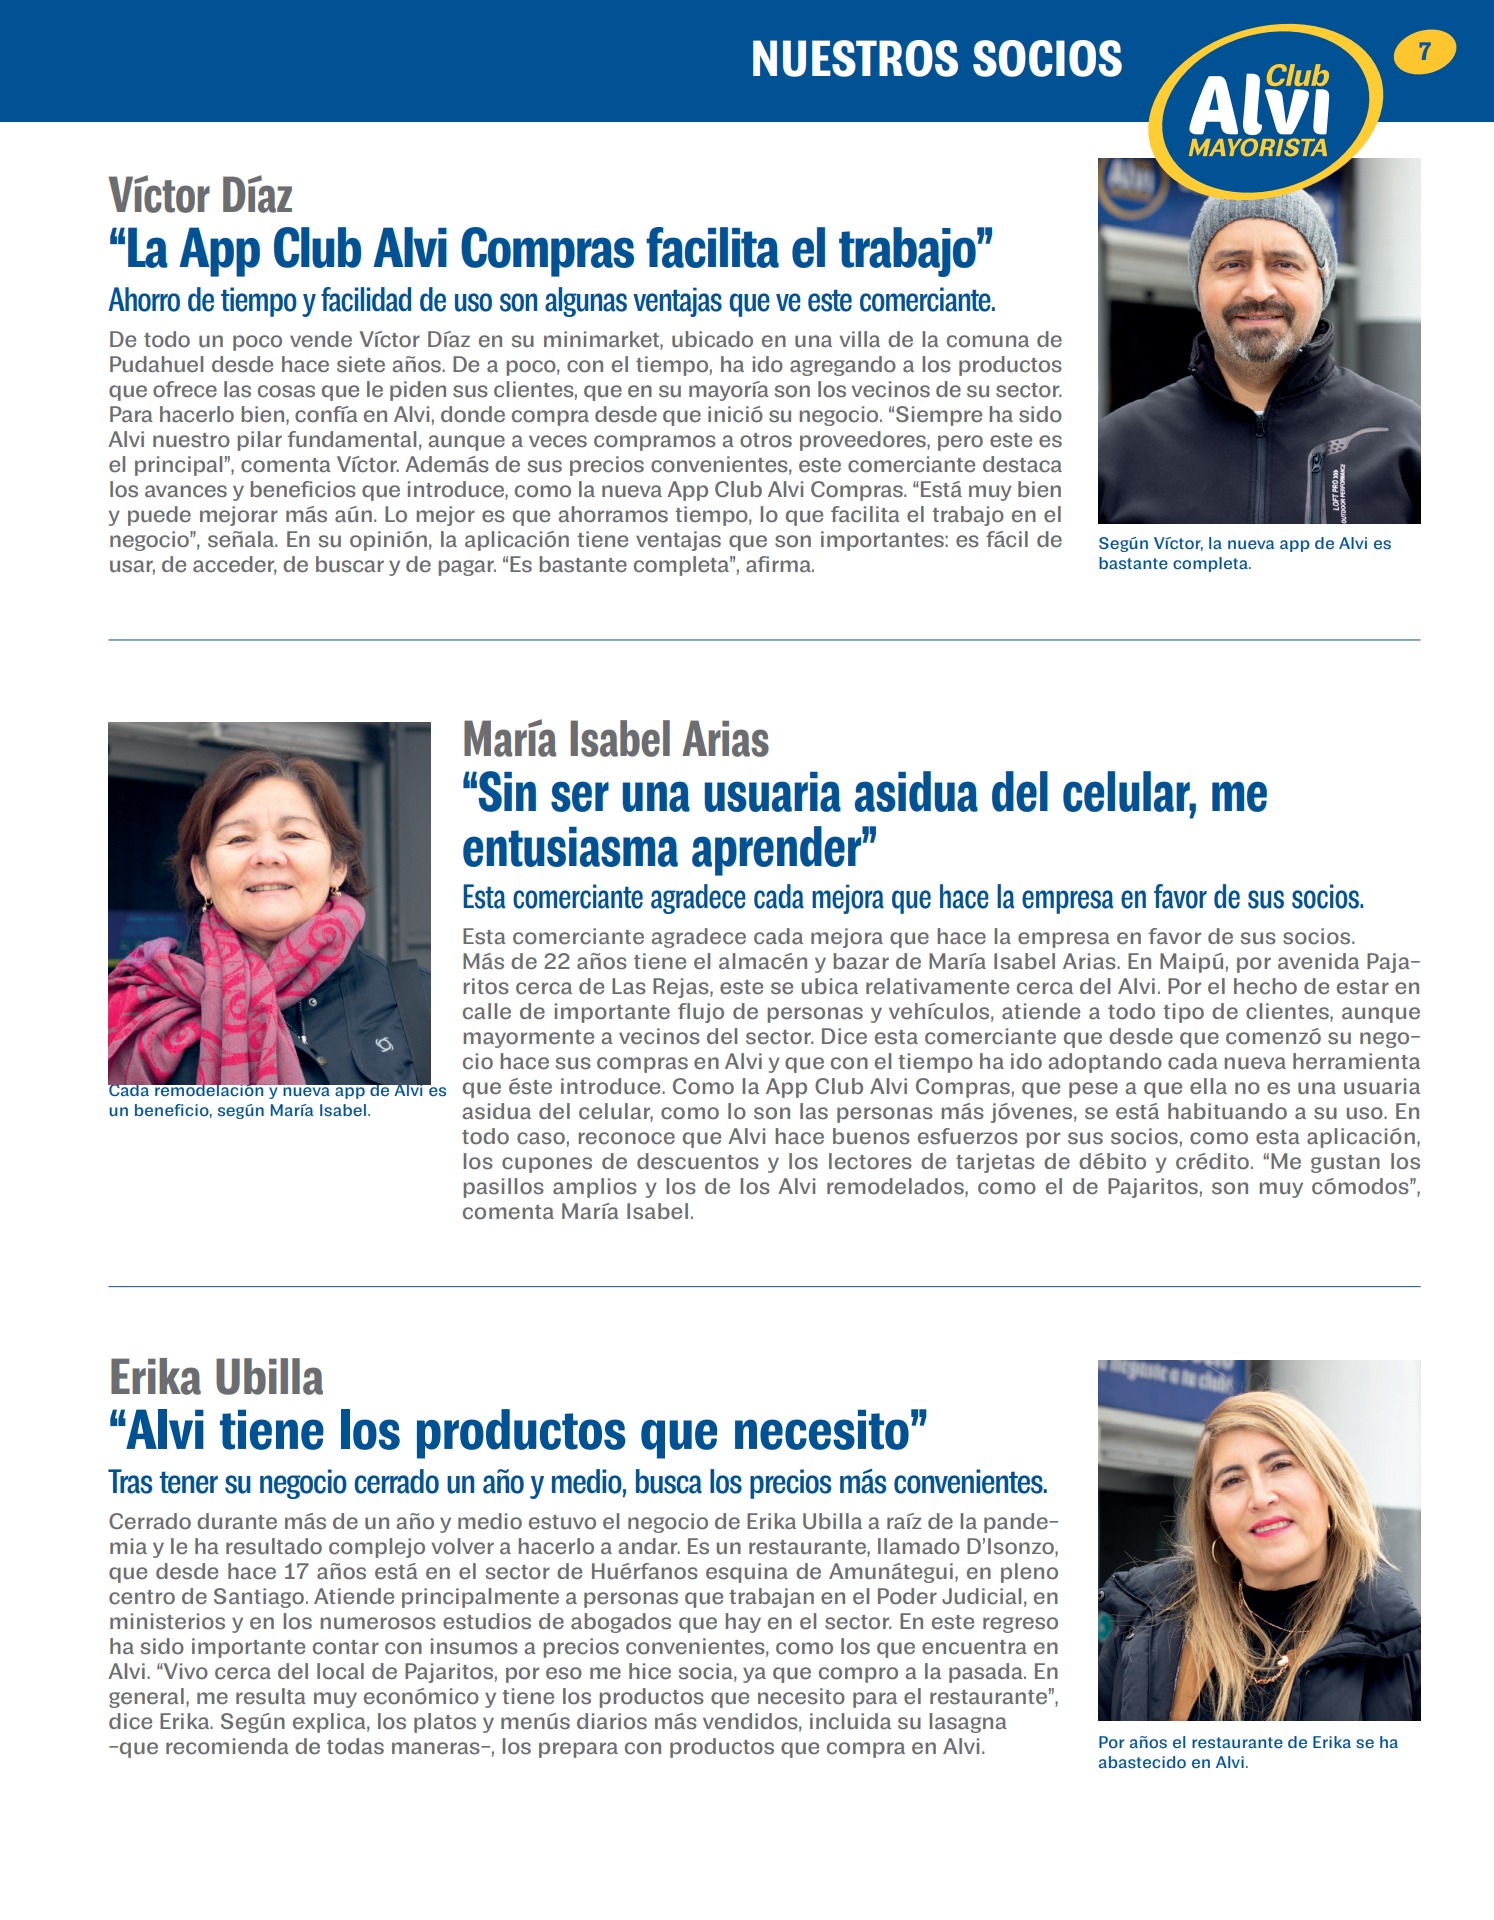 NUESTROS SOCIOS
Club
Alvi
MAYORISTA
7
Víctor Díaz
“La App Club Alvi Compras facilita el trabajo”
Ahorro de tiempo y facilidad de uso son algunas ventajas que ve este comerciante.
De todo un poco vende Víctor Díaz en su minimarket, ubicado en una villa de la comuna de
Pudahuel desde hace siete años. De a poco, con el tiempo, ha ido agregando a los productos
que ofrece las cosas que le piden sus clientes, que en su mayoría son los vecinos de su sector.
Para hacerlo bien, confía en Alvi, donde compra desde que inició su negocio. “Siempre ha sido
Alvi nuestro pilar fundamental, aunque a veces compramos a otros proveedores, pero este es
el principal”, comenta Víctor. Además de sus precios convenientes, este comerciante destaca
los avances y beneficios que introduce, como la nueva App Club Alvi Compras. “Está muy bien
y puede mejorar más aún. Lo mejor es que ahorramos tiempo, lo que facilita el trabajo en el
negocio”, señala. En su opinión, la aplicación tiene ventajas que son importantes: es fácil de
usar, de acceder, de buscar y de pagar. “Es bastante completa”, afirma.
Alvi
LOFT PRO
OUTDOOR PERFORMANCE
Según Víctor, la nueva app de Alvi es
bastante completa.
María Isabel Arias
“Sin ser una usuaria asidua del celular, me
entusiasma aprender”
Esta comerciante agradece cada mejora que hace la empresa en favor de sus socios.
Esta comerciante agradece cada mejora que hace la empresa en favor de sus socios.
Más de 22 años tiene el almacén y bazar de María Isabel Arias. En Maipú, por avenida Paja-
ritos cerca de Las Rejas, este se ubica relativamente cerca del Alvi. Por el hecho de estar en
calle de importante flujo de personas y vehículos, atiende a todo tipo de clientes, aunque
mayormente a vecinos del sector. Dice esta comerciante que desde que comenzó su nego-
cio hace sus compras en Alvi y que con el tiempo ha ido adoptando cada nueva herramienta
que éste introduce. Como la App Club Alvi Compras, que pese a que ella no es una usuaria
asidua del celular, como lo son las personas más jóvenes, se está habituando a su uso. En
todo caso, reconoce que Alvi hace buenos esfuerzos por sus socios, como esta aplicación,
los cupones de descuentos y los lectores de tarjetas de débito y crédito. “Me gustan los
pasillos amplios y los de los Alvi remodelados, como el de Pajaritos, son muy cómodos”,
comenta María Isabel.
Cada remodelación y nueva app de Alvi es
un beneficio, según María Isabel.
Erika Ubilla
“Alvi tiene los productos que necesito”
Tras tener su negocio cerrado un año y medio, busca los precios más convenientes.
Cerrado durante más de un año y medio estuvo el negocio de Erika Ubilla a raíz de la pande-
mia y le ha resultado complejo volver a hacerlo a andar. Es un restaurante, llamado D’Isonzo,
que desde hace 17 años está en el sector de Huérfanos esquina de Amunátegui, en pleno
centro de Santiago. Atiende principalmente a personas que trabajan en el Poder Judicial, en
ministerios y en los numerosos estudios de abogados que hay en el sector. En este regreso
ha sido importante contar con insumos a precios convenientes, como los que encuentra en
Alvi. “Vivo cerca del local de Pajaritos, por eso me hice socia, ya que compro a la pasada. En
general, me resulta muy económico y tiene los productos que necesito para el restaurante”,
dice Erika. Según explica, los platos y menús diarios más vendidos, incluida su lasagna
-que recomienda de todas maneras-, los prepara con productos que compra en Alvi.
a tu club!
Por años el restaurante de Erika se ha
abastecido en Alvi.